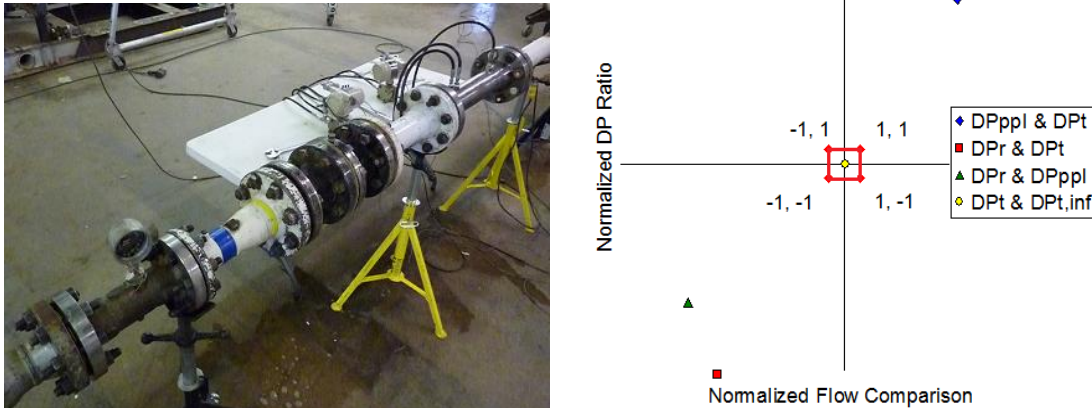 Normalized DP Ratio
-1, 1
1, 1
-1, -1
1, -1
DPppl & DPt
DPr & DPt
DPr & DPppl
DPt & DPt,inf
Normalized Flow Comparison